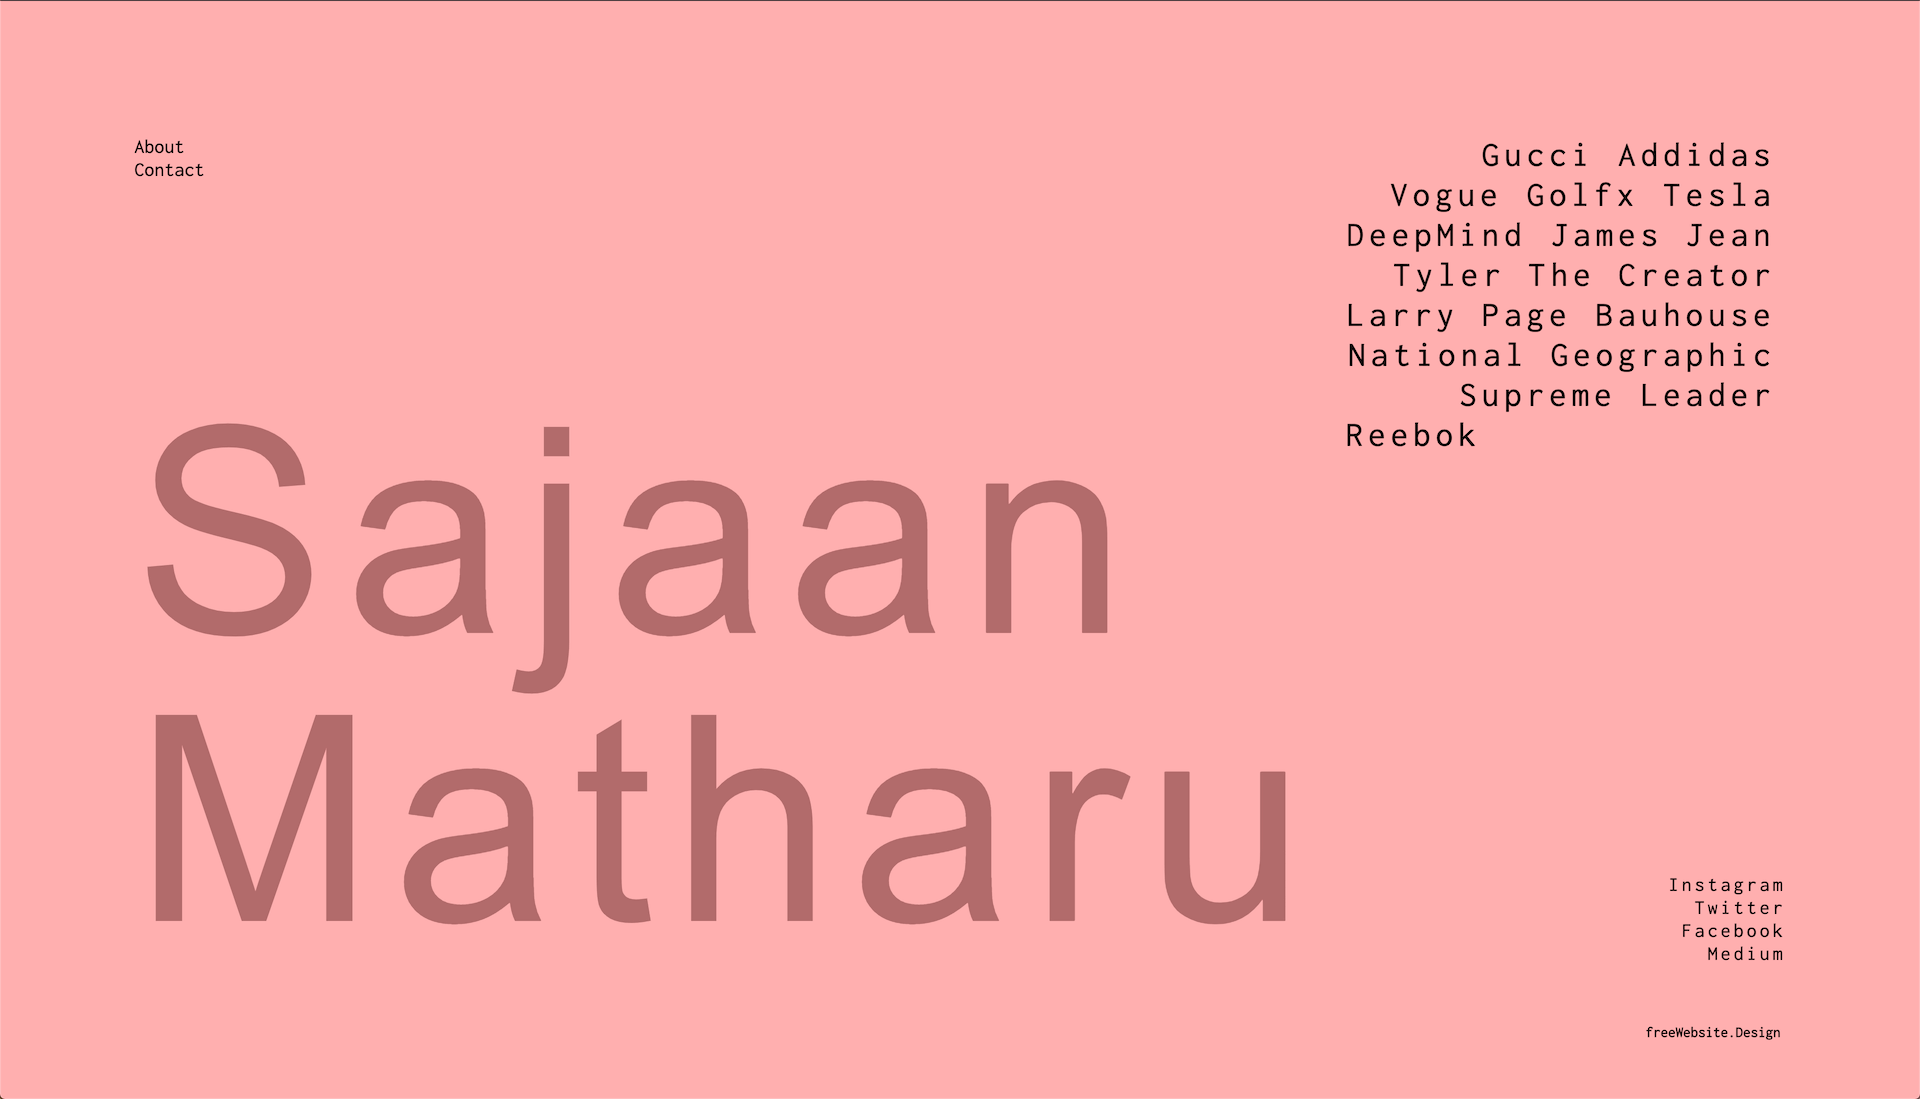 About
Contact
Gucci Addidas
Vogue Golfx Tesla
DeepMind James Jean
Tyler The Creator
Larry Page Bauhouse
National Geographic
Supreme Leader
Reebok
Sajaan
Matharu
Instagram
Twitter
Facebook
Medium
freeWebsite.Design